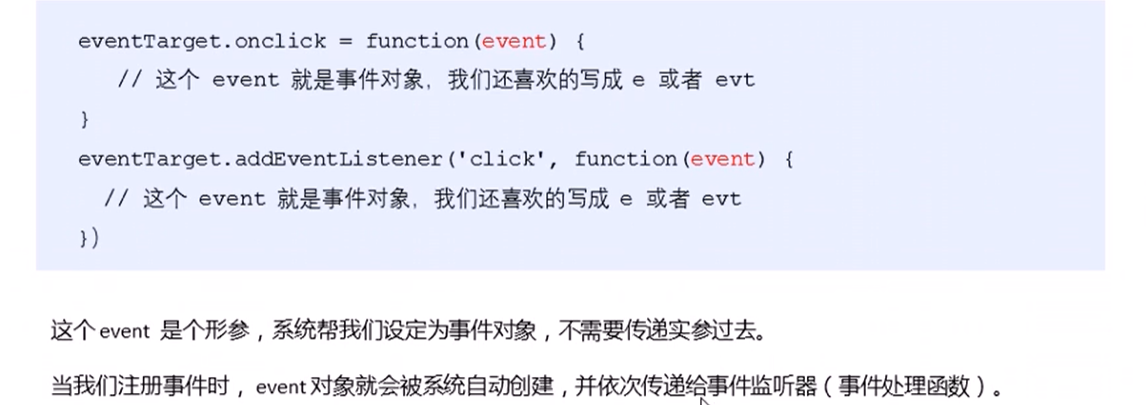 eventTarget.onclick = function(event) {
// 这个 event 就是事件对象，我们还喜欢的写成 e 或者 evt
}
eventTarget.addEventListener('click', function(event) {
// 这个 event 就是事件对象，我们还喜欢的写成 e 或者 evt
})
这个event 是个形参，系统帮我们设定为事件对象，不需要传递实参过去。
当我们注册事件时，event对象就会被系统自动创建，并依次传递给事件监听器（事件处理函数）。